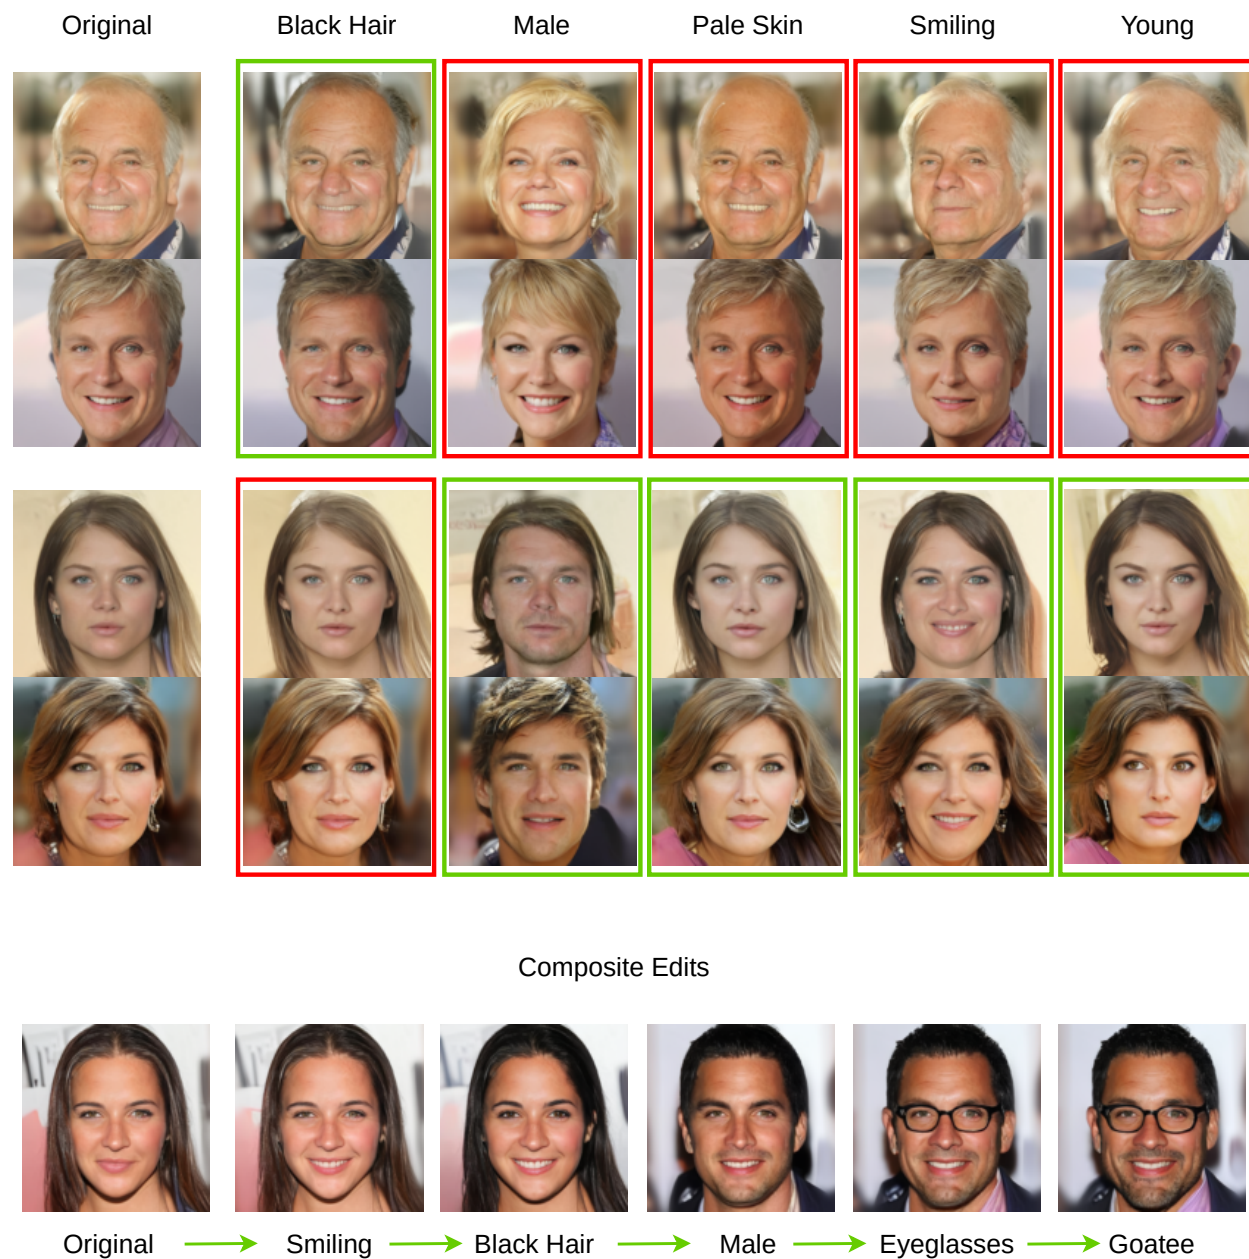 Original Black Hair Male Pale Skin Smiling Young
Composite Edits
Original Smiling Black Hair Male Eyeglasses Goatee